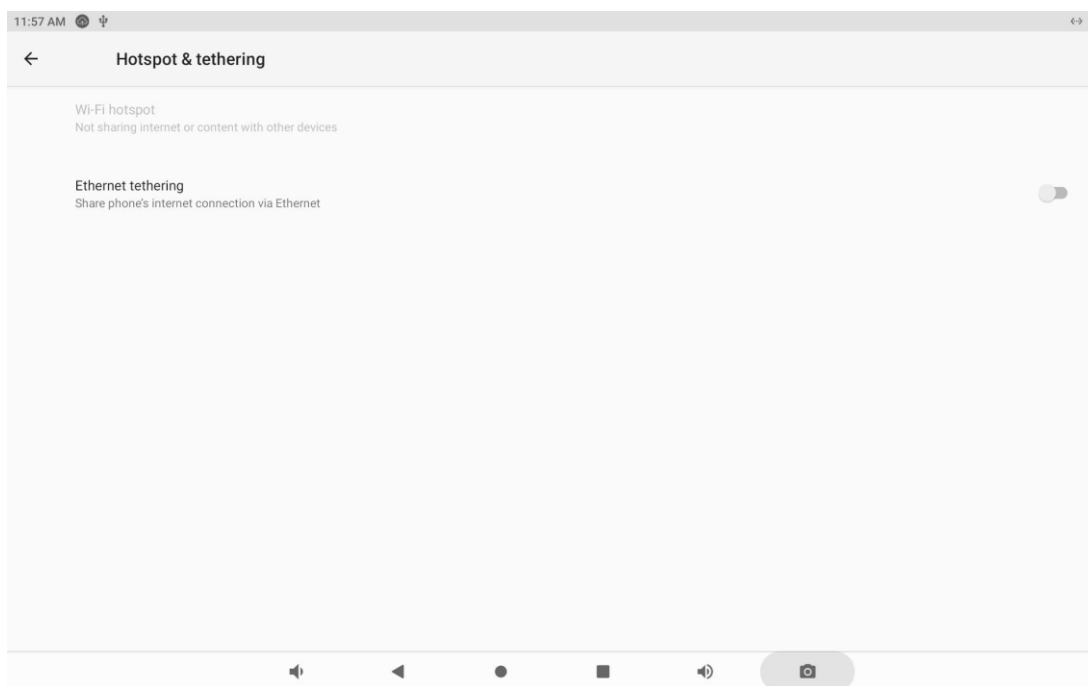 11:57 AM
Hotspot & tethering
Wi-Fi hotspot
Not sharing internet or content with other devices
Ethernet tethering
Share phone's internet connection via Ethernet